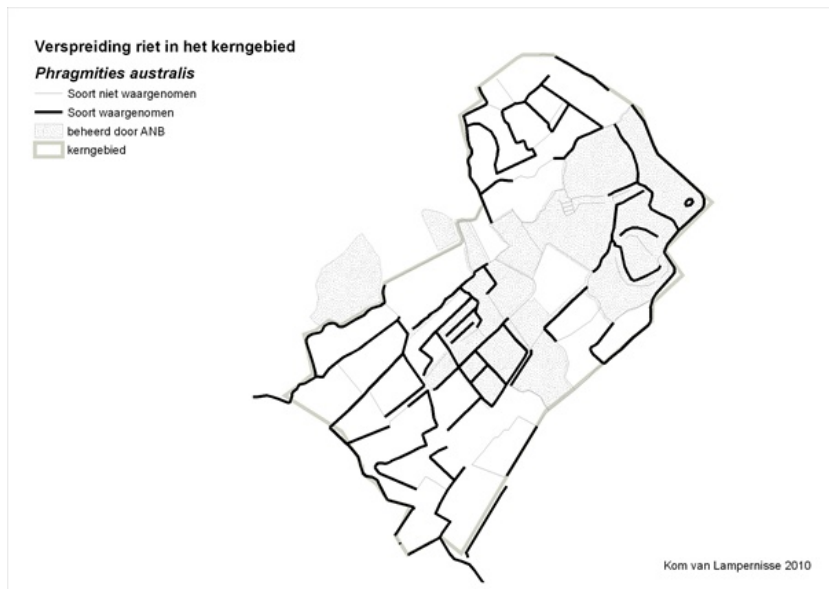 Verspreiding riet in het kerngebied
Phragmities australis
Soort niet waargenomen
Soort waargenomen
beheerd door ANB
kerngebied
Kom van Lampernisse 2010